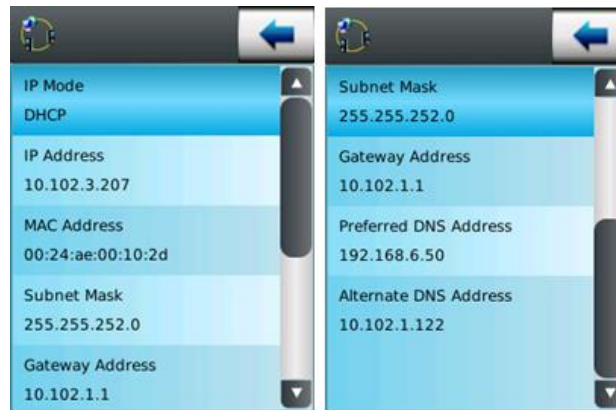 IP Mode
DHCP
IP Address
10.102.3.207
MAC Address
00:24:ae:00:10:2d
Subnet Mask
255.255.252.0
Gateway Address
10.102.1.1
Subnet Mask
255.255.252.0
Gateway Address
10.102.1.1
Preferred DNS Address
192.168.6.50
Alternate DNS Address
10.102.1.122